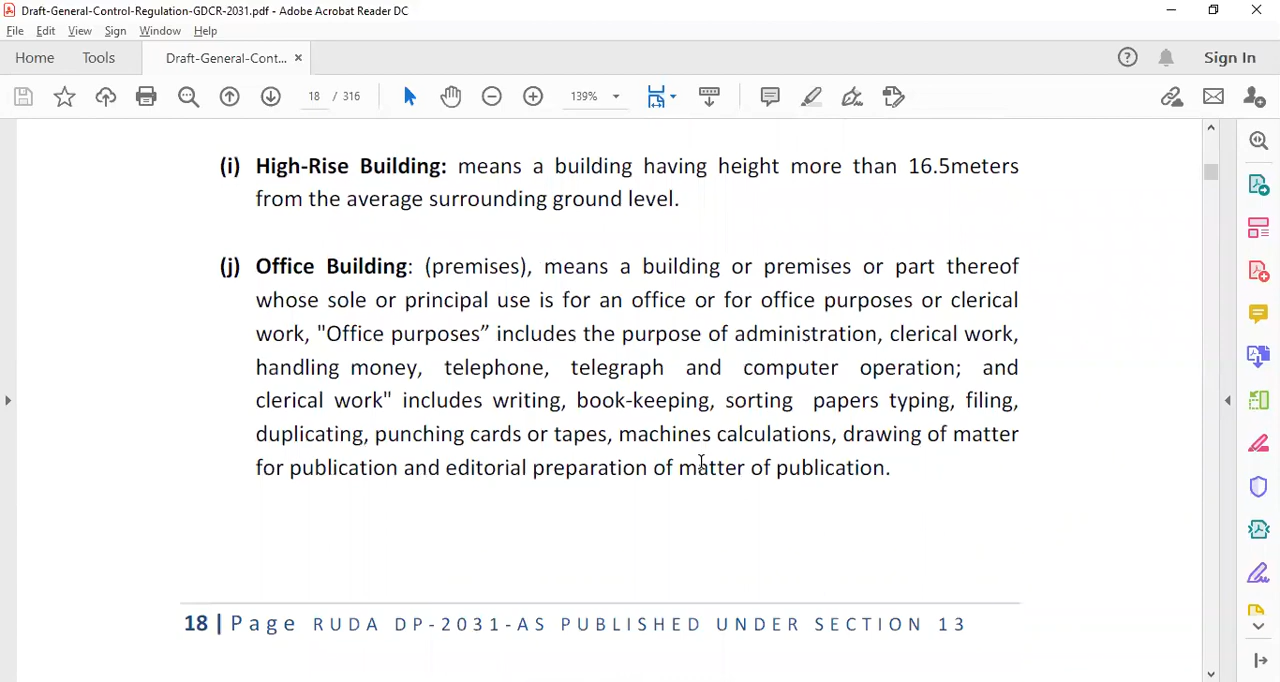 Draft-General-Control-Regulation-GDCR-2031.pdf - Adobe Acrobat Reader DC
File Edit View Sign Window Help
Home Tools Draft-General-Cont... × Sign In
18 / 316 139%
(i) High-Rise Building: means a building having height more than 16.5meters
from the average surrounding ground level.
(j) Office Building: (premises), means a building or premises or part thereof
whose sole or principal use is for an office or for office purposes or clerical
work, "Office purposes” includes the purpose of administration, clerical work,
handling money, telephone, telegraph and computer operation; and
clerical work" includes writing, book-keeping, sorting papers typing, filing,
duplicating, punching cards or tapes, machines calculations, drawing of matter
for publication and editorial preparation of matter of publication.
18 | Page RUDA DP-2031-AS PUBLISHED UNDER SECTION 13